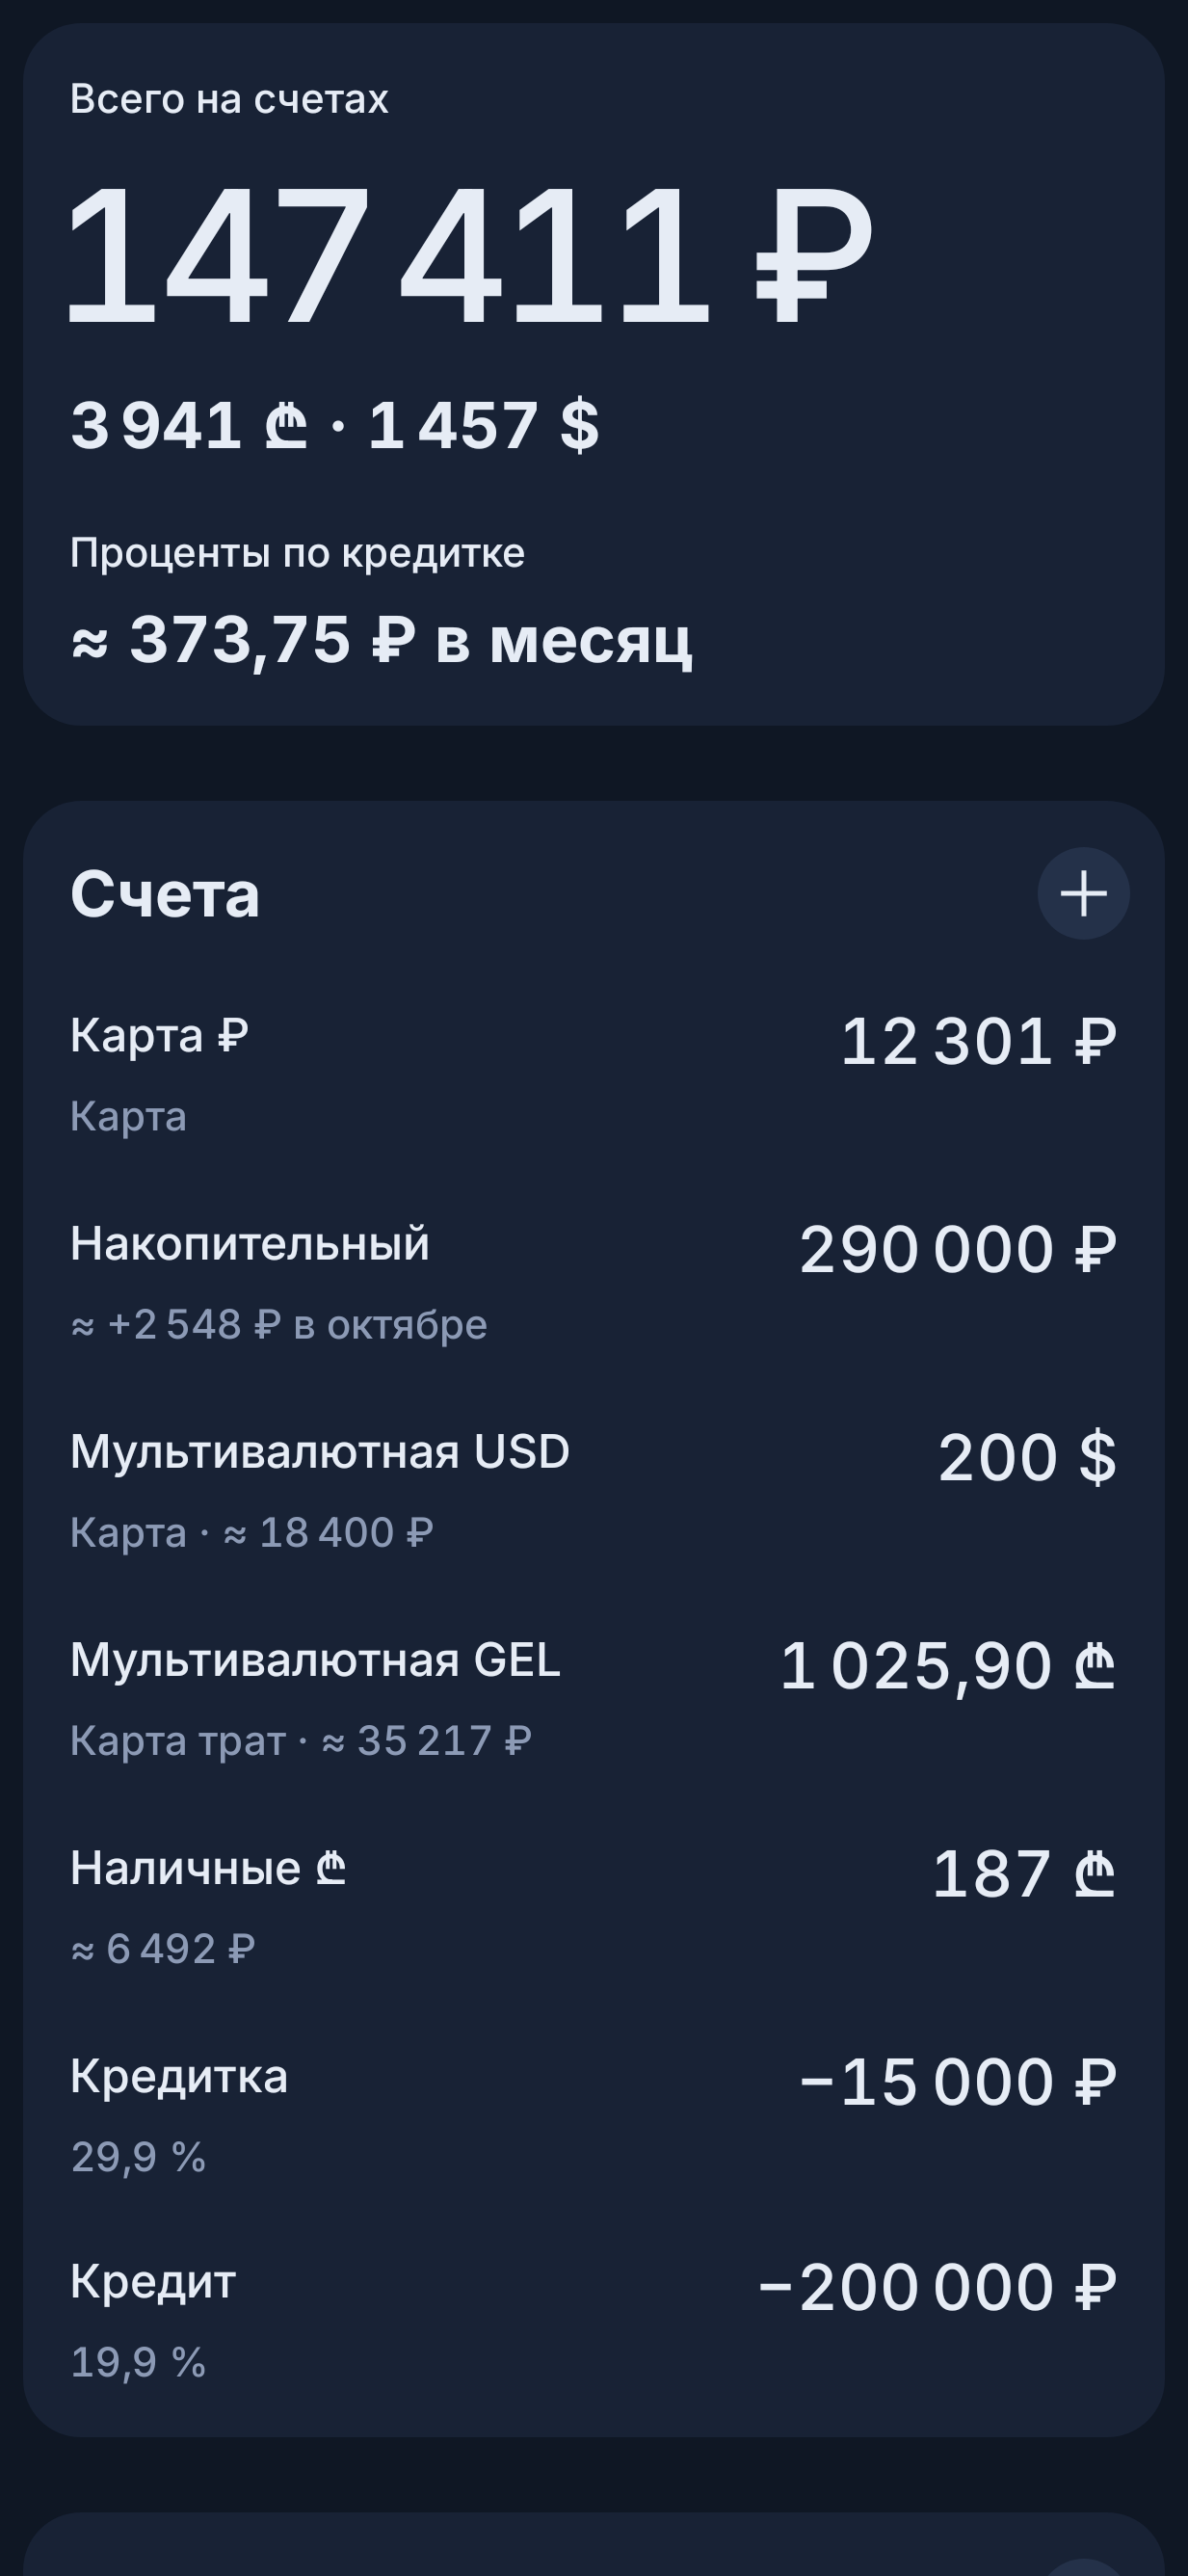 Всего на счетах
147 411 ₽
3 941 ₾ · 1 457 $
Проценты по кредитке
≈ 373,75 ₽ в месяц
Счета
Карта ₽ 12 301 ₽
Карта
Накопительный 290 000 ₽
≈ +2 548 ₽ в октябре
Мультивалютная USD 200 $
Карта · ≈ 18 400 ₽
Мультивалютная GEL 1 025,90 ₾
Карта трат · ≈ 35 217 ₽
Наличные ₾ 187 ₾
≈ 6 492 ₽
Кредитка −15 000 ₽
29,9 %
Кредит −200 000 ₽
19,9 %